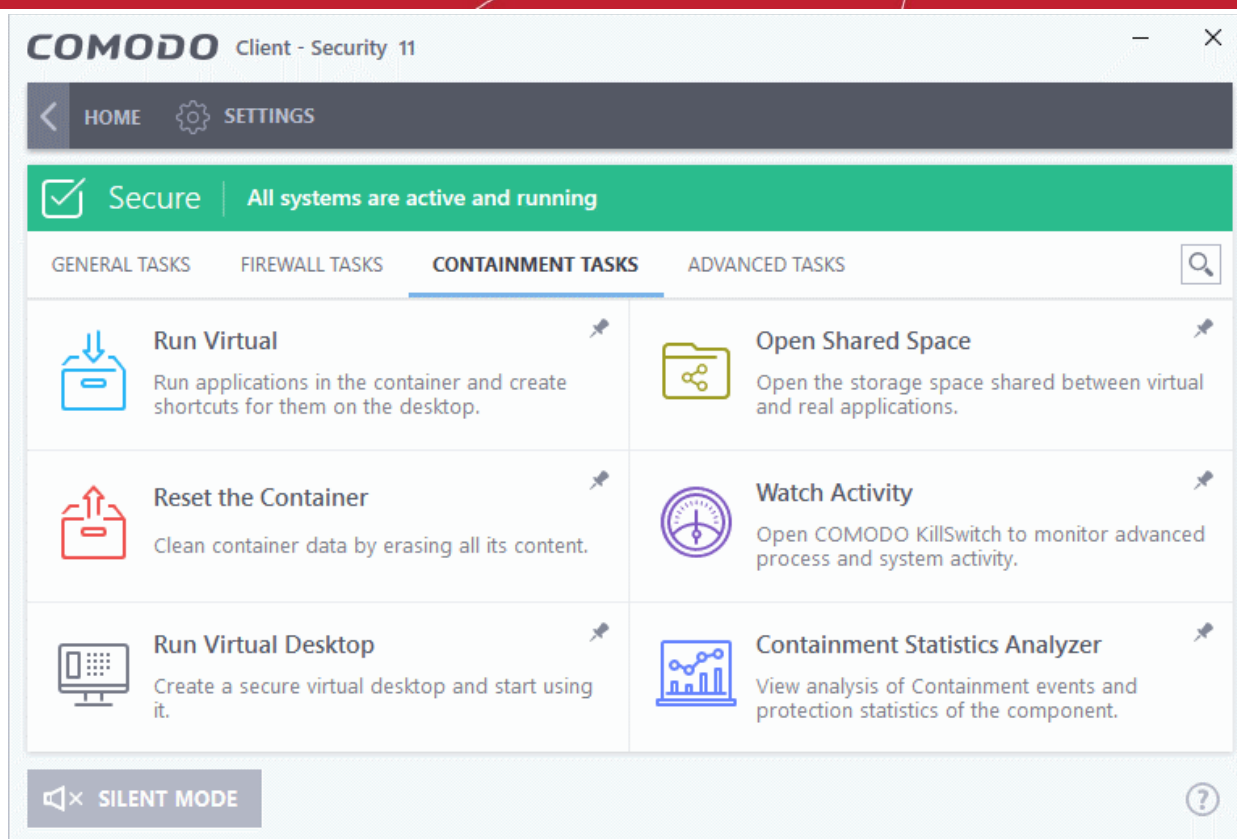 COMODO Client - Security 11
HOME SETTINGS
Secure All systems are active and running
GENERAL TASKS FIREWALL TASKS CONTAINMENT TASKS ADVANCED TASKS
Run Virtual
Run applications in the container and create
shortcuts for them on the desktop.
Open Shared Space
Open the storage space shared between virtual
and real applications.
Reset the Container
Clean container data by erasing all its content.
Watch Activity
Open COMODO KillSwitch to monitor advanced
process and system activity.
Run Virtual Desktop
Create a secure virtual desktop and start using
it.
Containment Statistics Analyzer
View analysis of Containment events and
protection statistics of the component.
SILENT MODE
?